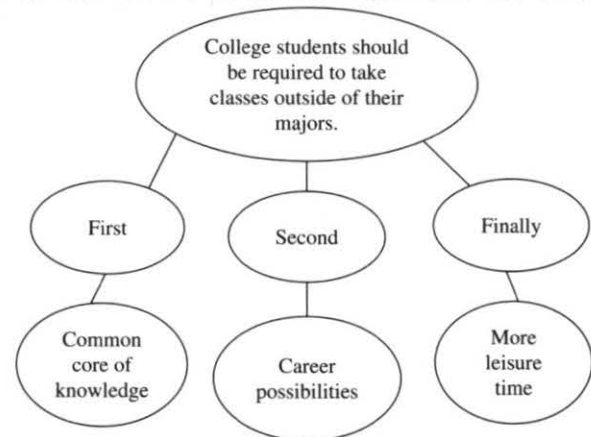 College students should
be required to take
classes outside of their
majors.
First
Second
Finally
Common
core of
knowledge
Career
possibilities
More
leisure
time